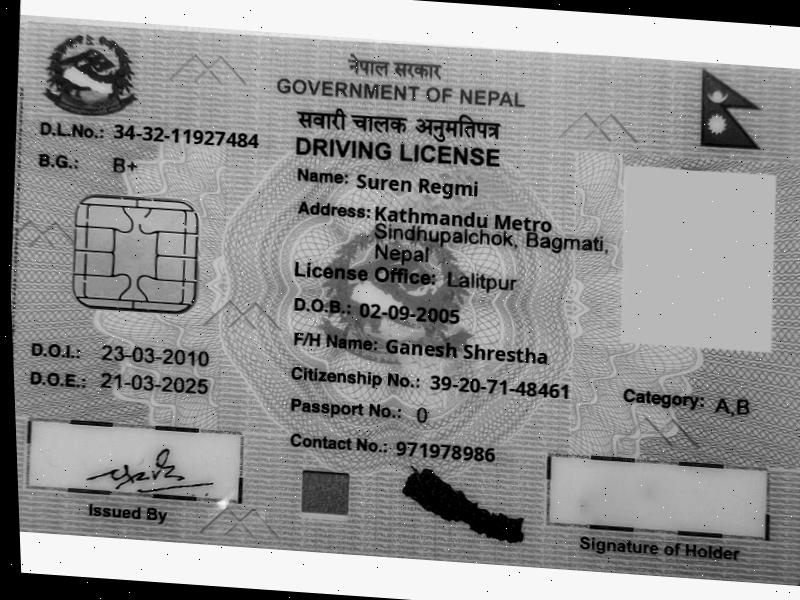 नेपाल सरकार
GOVERNMENT OF NEPAL
सवारी चालक अनुमतिपत्र
DRIVING LICENSE
D.L.No.: 34-32-11927484
B.G.: B+
Name: Suren Regmi
Address: Kathmandu Metro
Sindhupalchok, Bagmati,
Nepal
License Office: Lalitpur
D.O.B.: 02-09-2005
F/H Name: Ganesh Shrestha
D.O.I.: 23-03-2010
D.O.E.: 21-03-2025
Citizenship No.: 39-20-71-48461
Category: A,B
Passport No.: 0
Contact No.: 971978986
Issued By
Signature of Holder